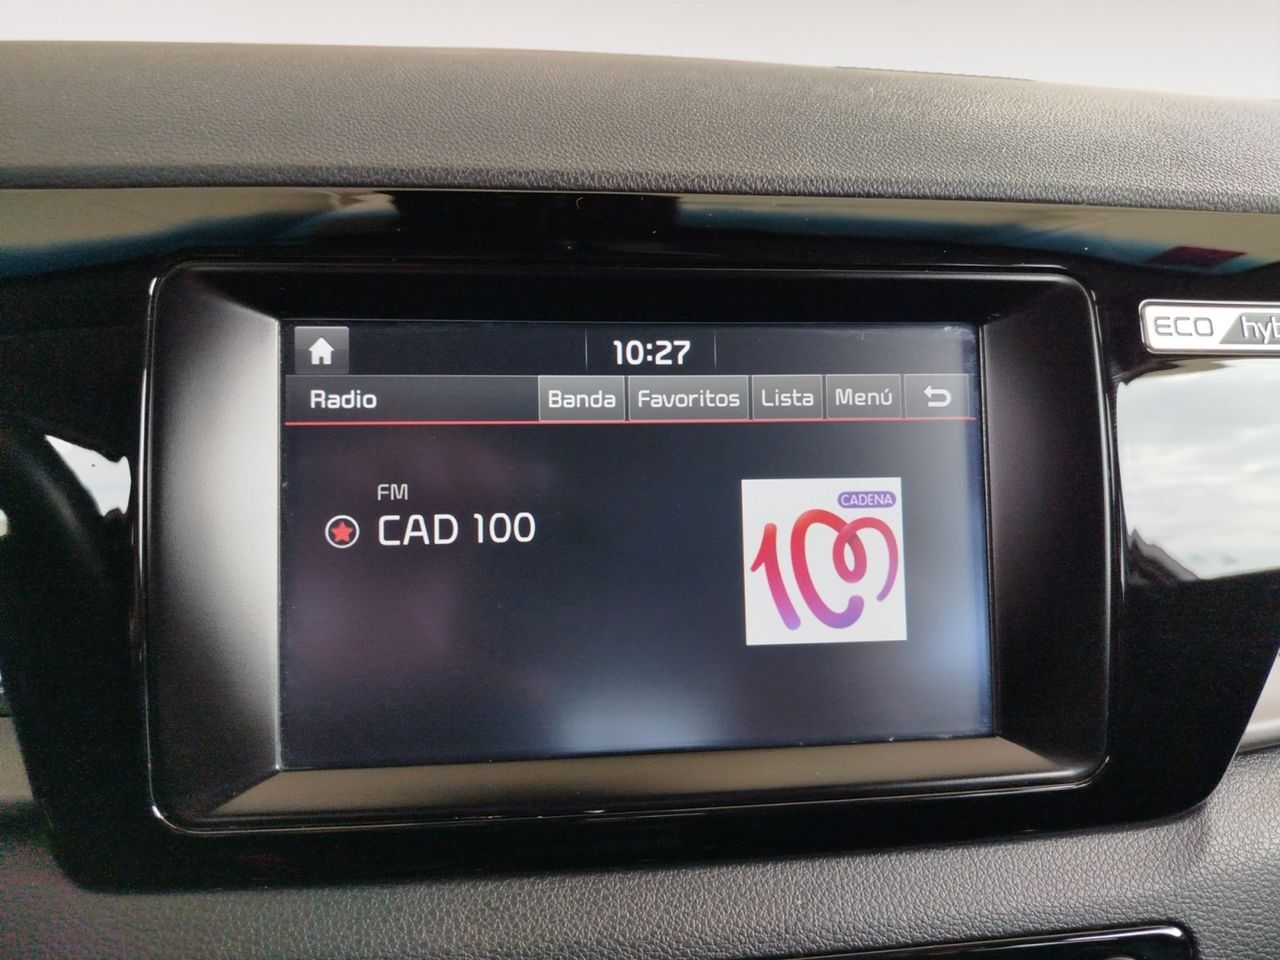 10:27
Radio Banda Favoritos Lista Menú
FM
CAD 100
CADENA
100
ECO